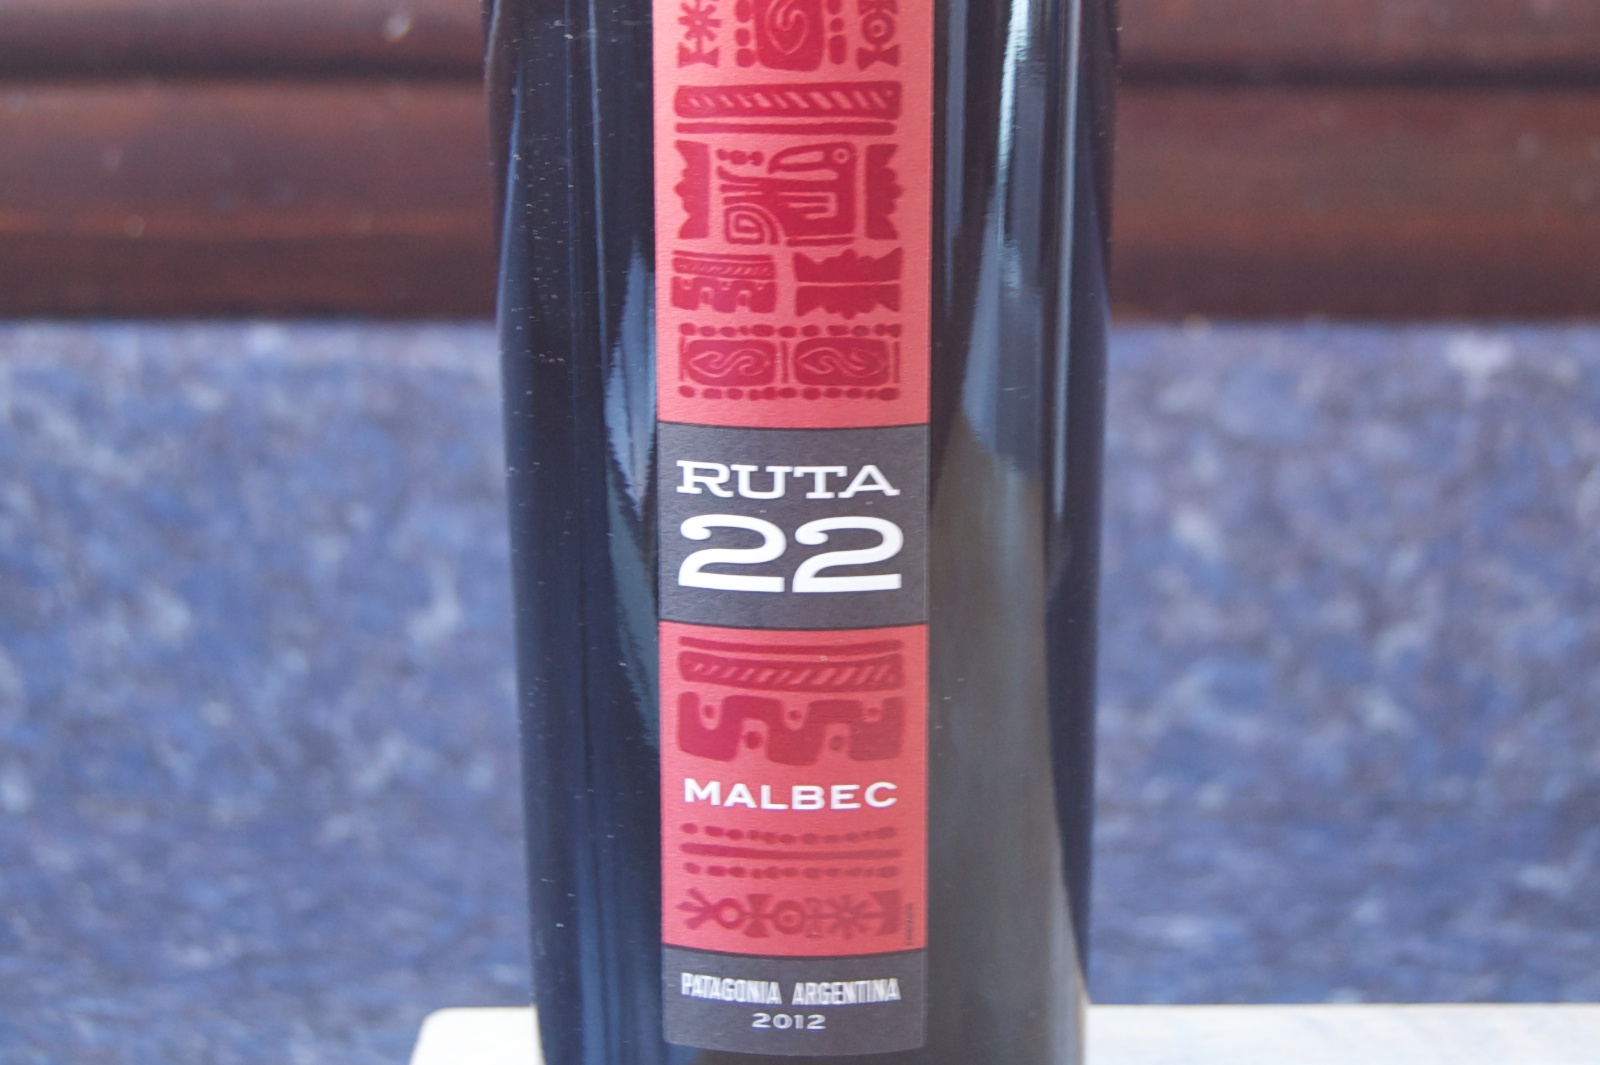 RUTA
22
MALBEC
PATAGONIA ARGENTINA
2012